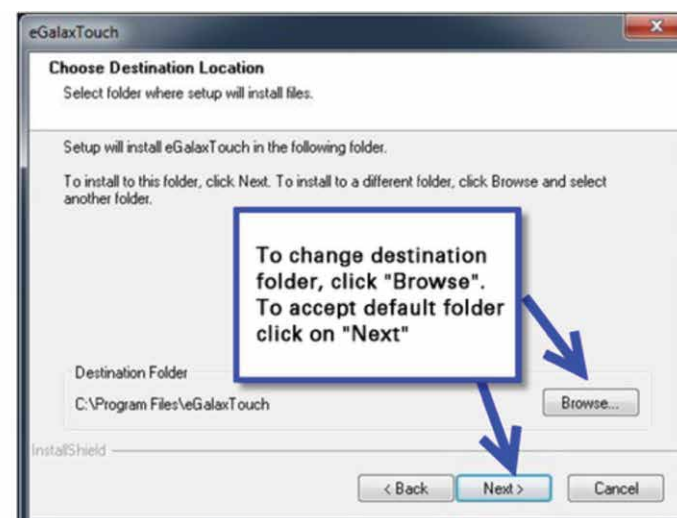 eGalaxTouch
Choose Destination Location
Select folder where setup will install files.
Setup will install eGalaxTouch in the following folder.
To install to this folder, click Next. To install to a different folder, click Browse and select
another folder.
To change destination
folder, click "Browse".
To accept default folder
click on "Next"
Destination Folder
C:\Program Files\eGalaxTouch
Browse...
InstallShield
< Back
Next >
Cancel